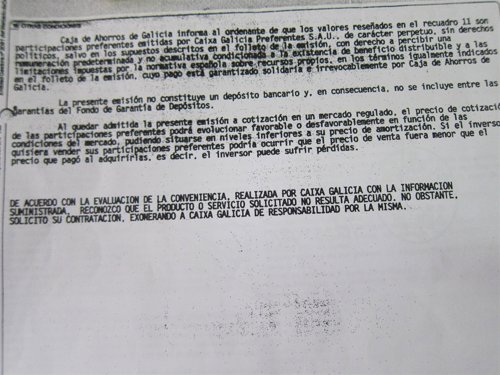 OTRAS CONDICIONES
Caja de Ahorros de Galicia informa al ordenante de que los valores reseñados en el recuadro 11 son
participaciones preferentes emitidas por Caixa Galicia Preferentes S.A.U., de carácter perpetuo, sin derechos
políticos, salvo en los supuestos descritos en el folleto de la emisión, con derecho a percibir una
remuneración predeterminada y no acumulativa condicionada a la existencia de beneficio distribuible y a las
limitaciones impuestas por la normativa española sobre recursos propios, en los términos igualmente indicados
en el folleto de la emisión, cuyo pago está garantizado solidaria e irrevocablemente por Caja de Ahorros de
Galicia.
La presente emisión no constituye un depósito bancario y, en consecuencia, no se incluye entre las
garantías del Fondo de Garantía de Depósitos.
Al quedar admitida la presente emisión a cotización en un mercado regulado, el precio de cotización
de las participaciones preferentes podrá evolucionar favorable o desfavorablemente en función de las
condiciones del mercado, pudiendo situarse en niveles inferiores a su precio de amortización. Si el inversor
quisiera vender sus participaciones preferentes podría ocurrir que el precio de venta fuera menor que el
precio que pagó al adquirirlas, es decir, el inversor puede sufrir pérdidas.
DE ACUERDO CON LA EVALUACION DE LA CONVENIENCIA, REALIZADA POR CAIXA GALICIA CON LA INFORMACION
SUMINISTRADA, RECONOZCO QUE EL PRODUCTO O SERVICIO SOLICITADO NO RESULTA ADECUADO. NO OBSTANTE,
SOLICITO SU CONTRATACION, EXONERANDO A CAIXA GALICIA DE RESPONSABILIDAD POR LA MISMA.